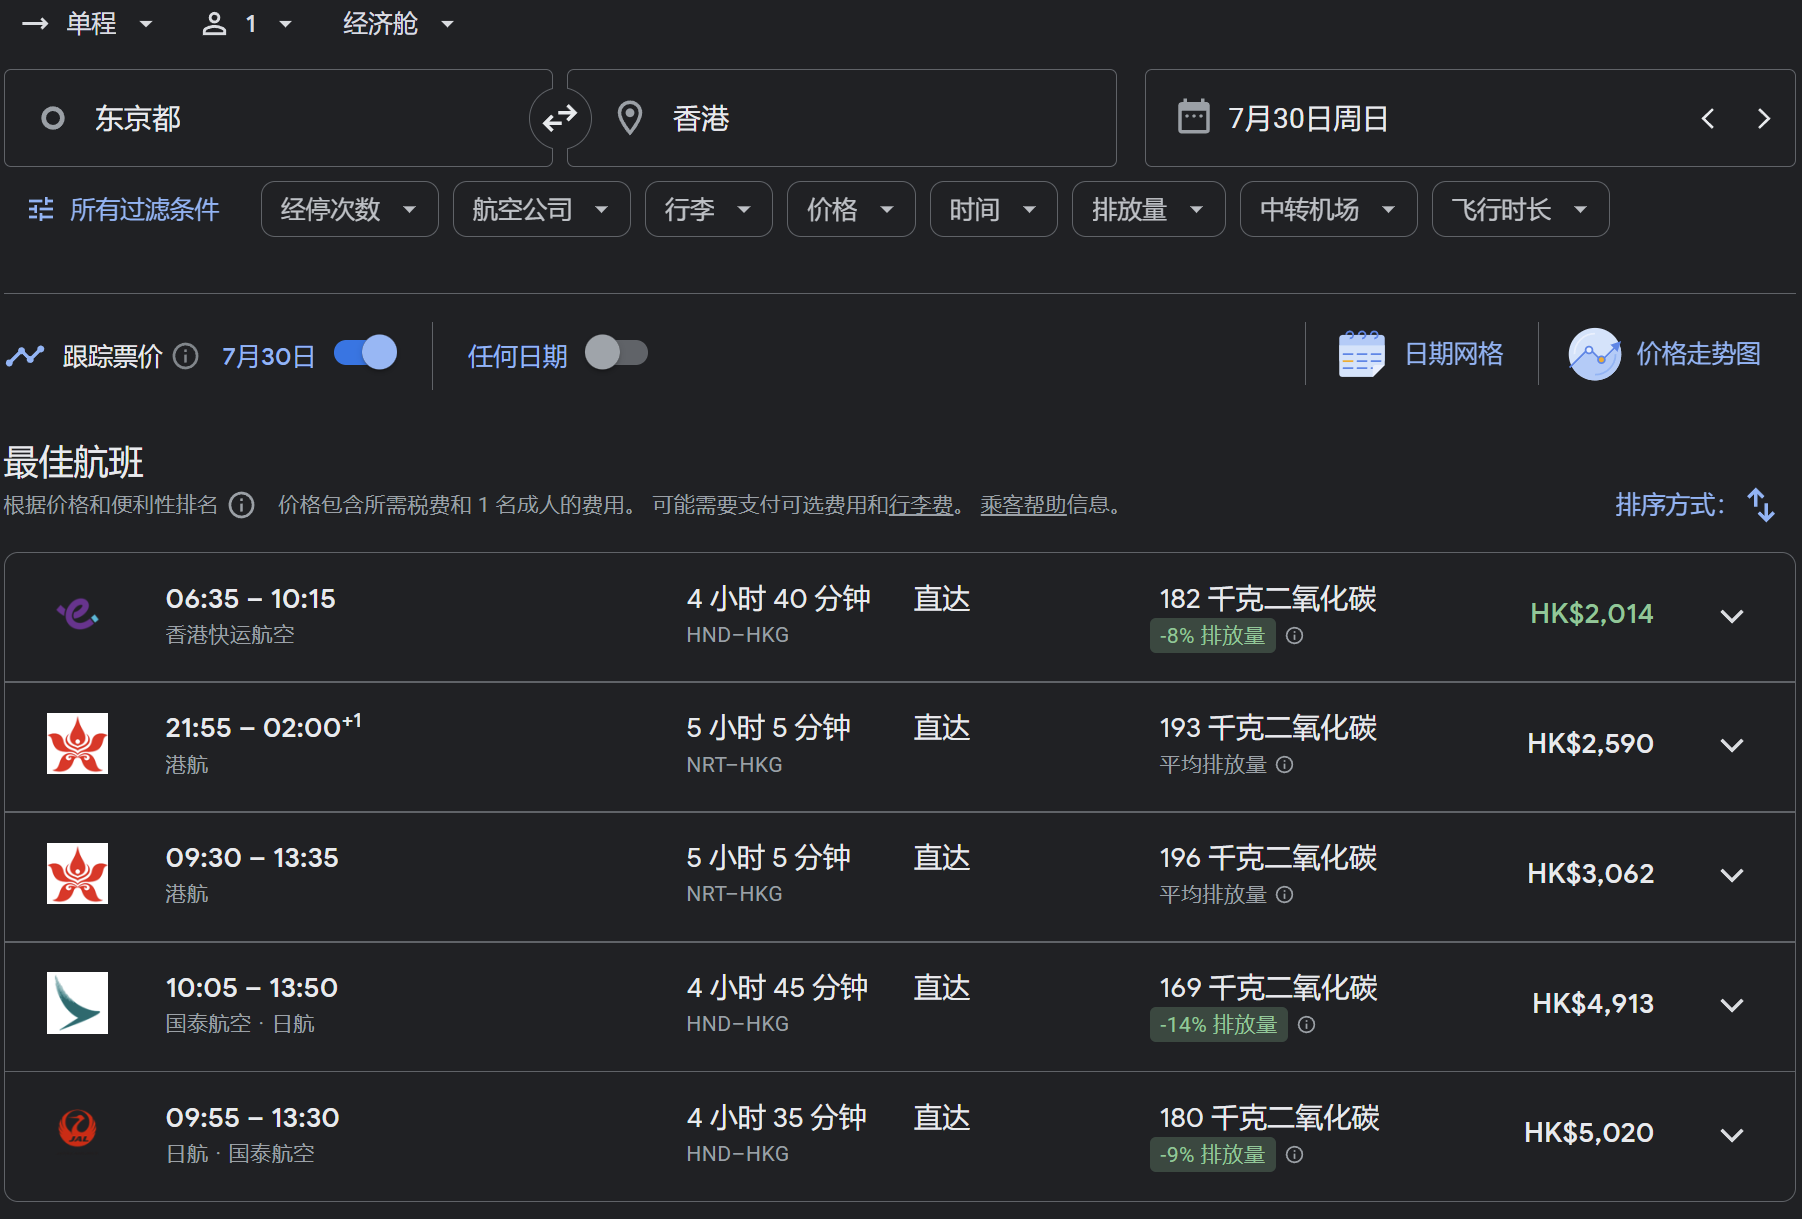 单程 1 经济舱
东京都 香港 7月30日周日
所有过滤条件 经停次数 航空公司 行李 价格 时间 排放量 中转机场 飞行时长
跟踪票价 7月30日 任何日期 日期网格 价格走势图
最佳航班
根据价格和便利性排名 价格包含所需税费和 1 名成人的费用。 可能需要支付可选费用和行李费。 乘客帮助信息。 排序方式：
06:35 – 10:15 4 小时 40 分钟 直达 182 千克二氧化碳 HK$2,014
香港快运航空 HND–HKG -8% 排放量
21:55 – 02:00+1 5 小时 5 分钟 直达 193 千克二氧化碳 HK$2,590
港航 NRT–HKG 平均排放量
09:30 – 13:35 5 小时 5 分钟 直达 196 千克二氧化碳 HK$3,062
港航 NRT–HKG 平均排放量
10:05 – 13:50 4 小时 45 分钟 直达 169 千克二氧化碳 HK$4,913
国泰航空 · 日航 HND–HKG -14% 排放量
09:55 – 13:30 4 小时 35 分钟 直达 180 千克二氧化碳 HK$5,020
JAL 日航 · 国泰航空 HND–HKG -9% 排放量